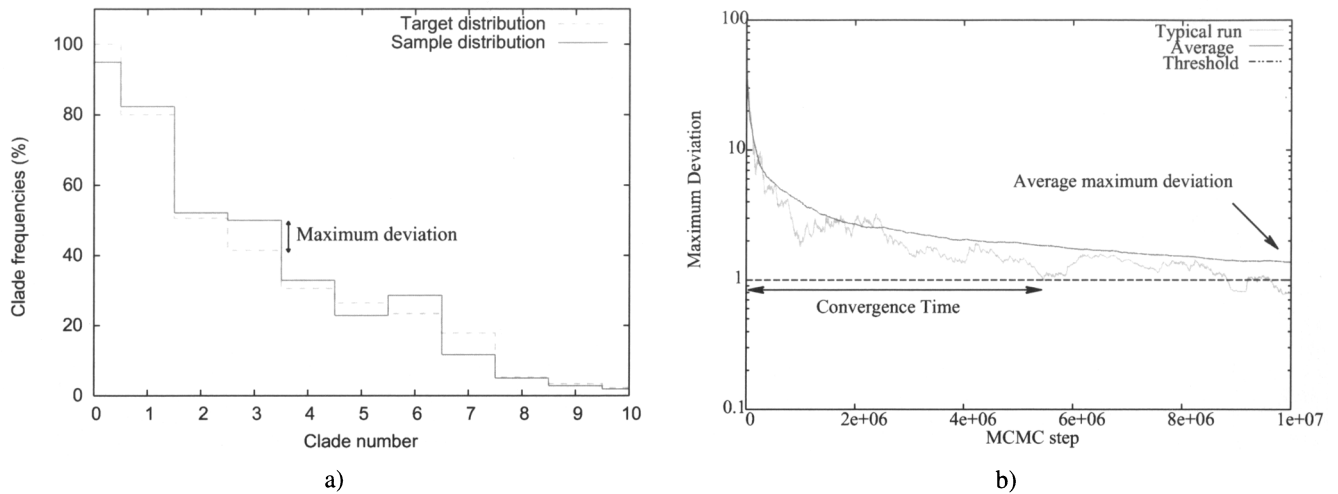 Target distribution
Sample distribution
100
80
60
40
20
0
Clade frequencies (%)
Maximum deviation
0 1 2 3 4 5 6 7 8 9 10
Clade number
a)
Typical run
Average
Threshold
100
10
1
0.1
Maximum Deviation
Average maximum deviation
Convergence Time
0 2e+06 4e+06 6e+06 8e+06 1e+07
MCMC step
b)